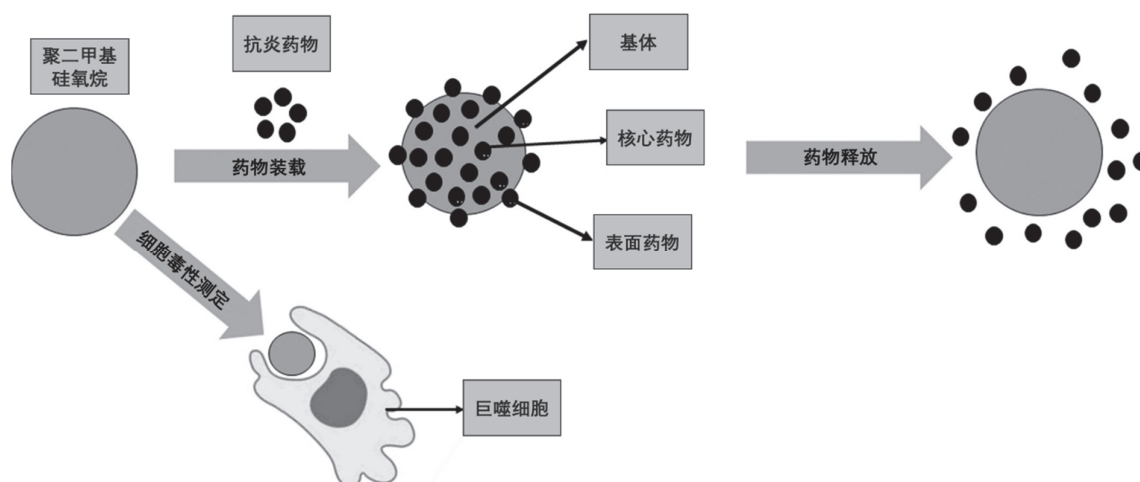 聚二甲基
硅氧烷
抗炎药物
药物装载
基体
核心药物
表面药物
药物释放
细胞毒性测定
巨噬细胞